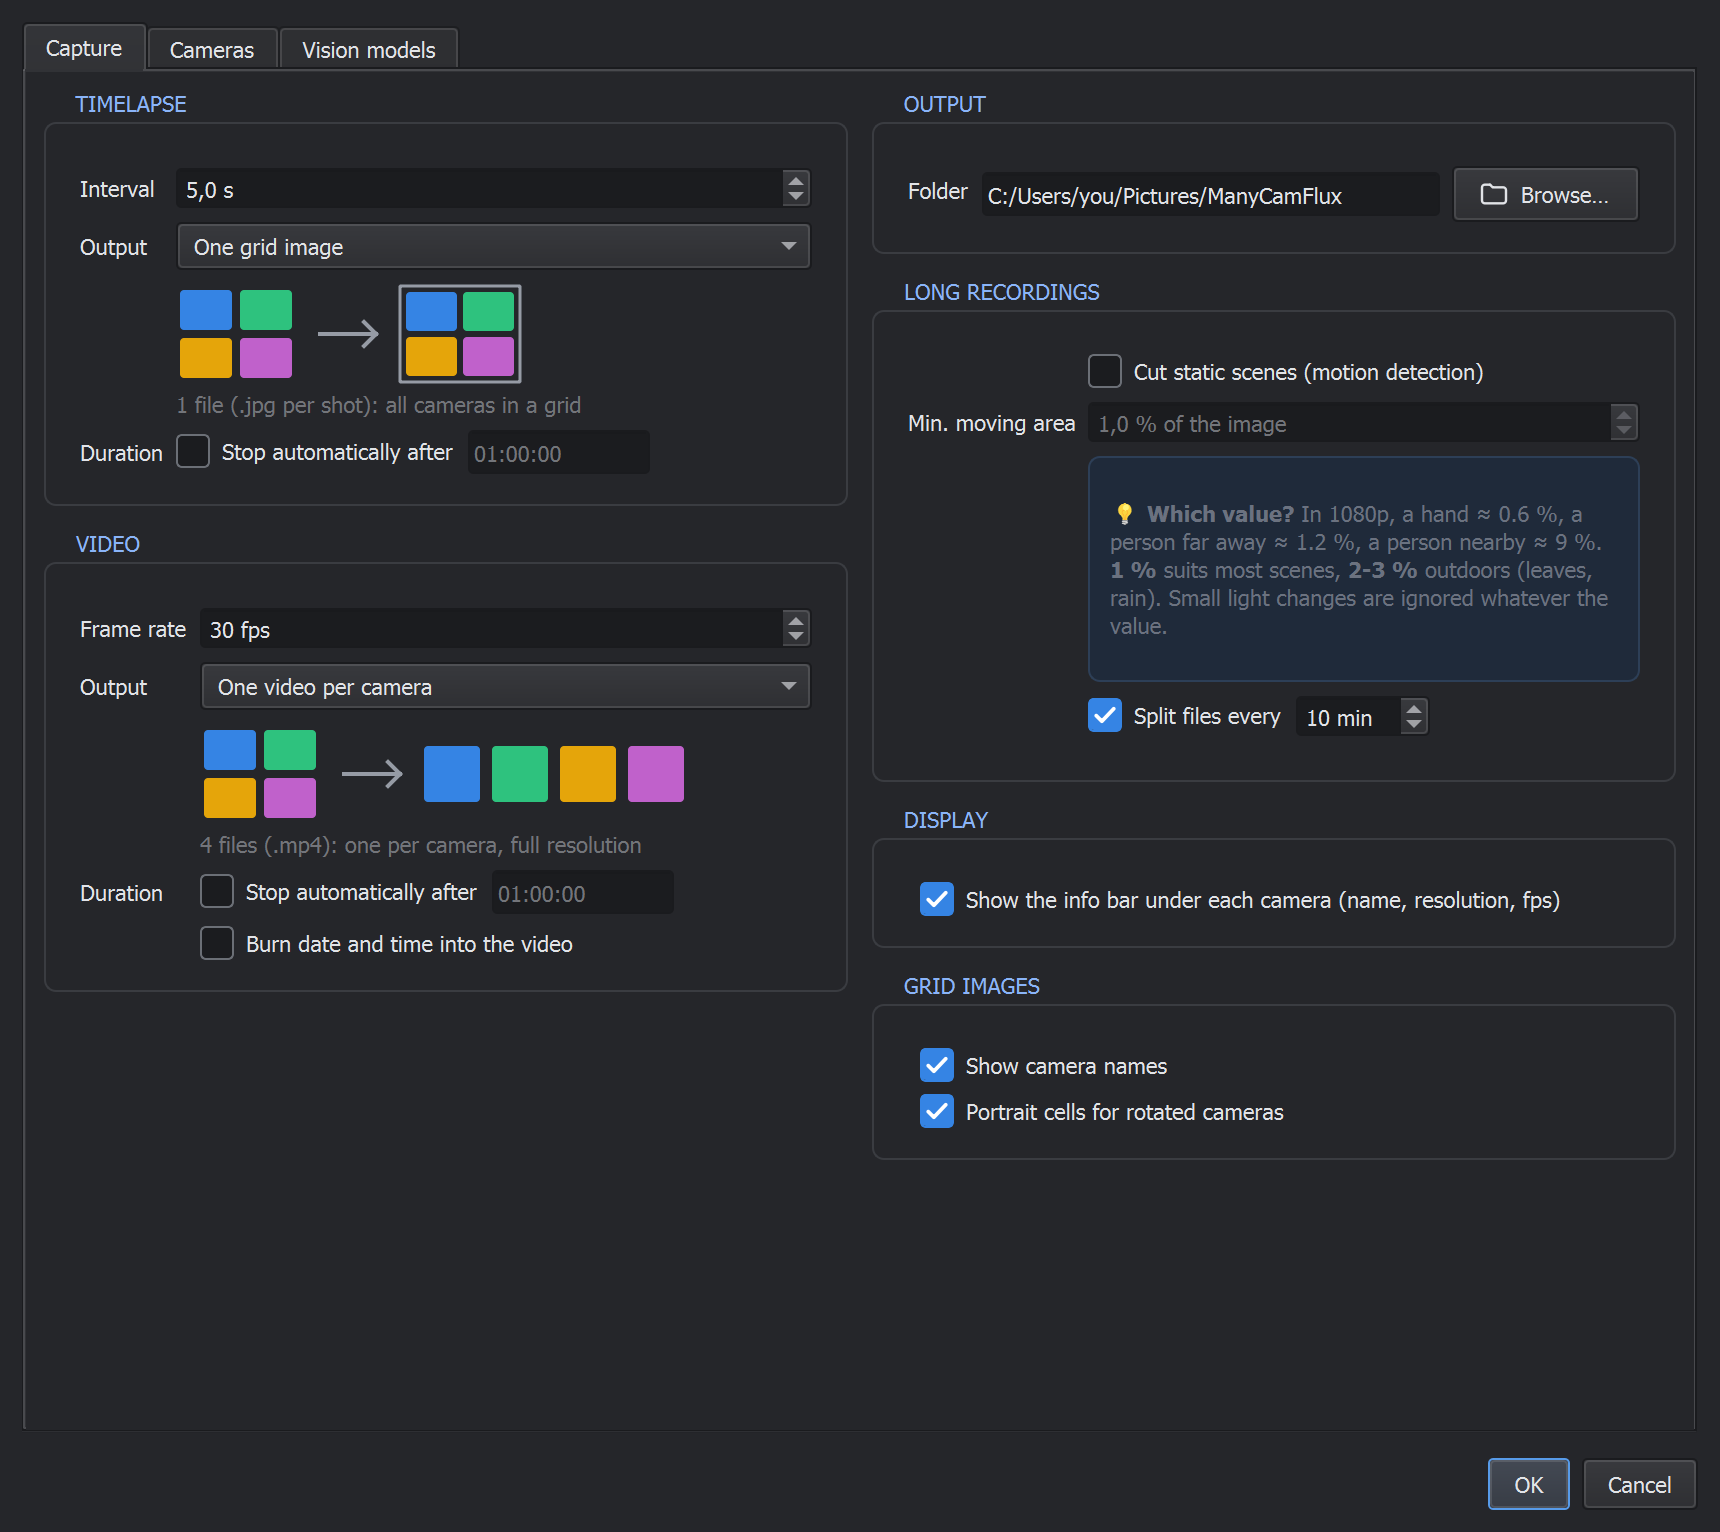 Capture
Cameras
Vision models
TIMELAPSE
Interval
5,0 s
Output
One grid image
1 file (.jpg per shot): all cameras in a grid
Duration
Stop automatically after
01:00:00
VIDEO
Frame rate
30 fps
Output
One video per camera
4 files (.mp4): one per camera, full resolution
Duration
Stop automatically after
01:00:00
Burn date and time into the video
OUTPUT
Folder
C:/Users/you/Pictures/ManyCamFlux
Browse...
LONG RECORDINGS
Cut static scenes (motion detection)
Min. moving area
1,0 % of the image
💡 Which value? In 1080p, a hand ≈ 0.6 %, a
person far away ≈ 1.2 %, a person nearby ≈ 9 %.
1 % suits most scenes, 2-3 % outdoors (leaves,
rain). Small light changes are ignored whatever the
value.
Split files every
10 min
DISPLAY
Show the info bar under each camera (name, resolution, fps)
GRID IMAGES
Show camera names
Portrait cells for rotated cameras
OK
Cancel